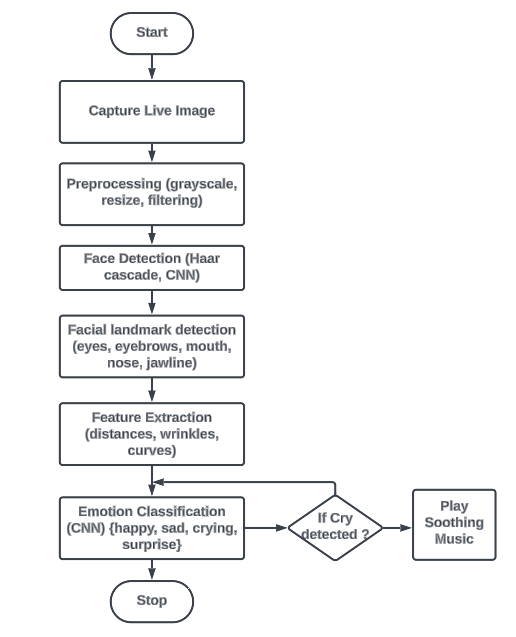 Start
Capture Live Image
Preprocessing (grayscale,
resize, filtering)
Face Detection (Haar
cascade, CNN)
Facial landmark detection
(eyes, eyebrows, mouth,
nose, jawline)
Feature Extraction
(distances, wrinkles,
curves)
Emotion Classification
(CNN) {happy, sad, crying,
surprise}
If Cry
detected ?
Play
Soothing
Music
Stop